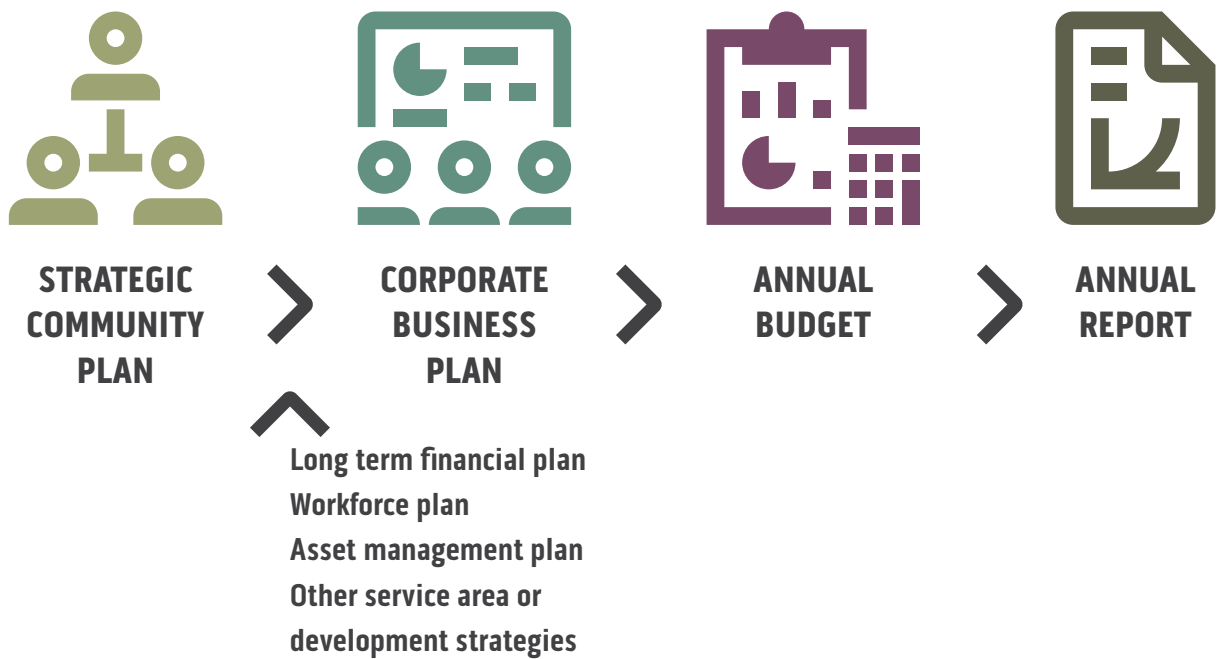 STRATEGIC
COMMUNITY
PLAN
CORPORATE
BUSINESS
PLAN
ANNUAL
BUDGET
ANNUAL
REPORT
Long term financial plan
Workforce plan
Asset management plan
Other service area or
development strategies